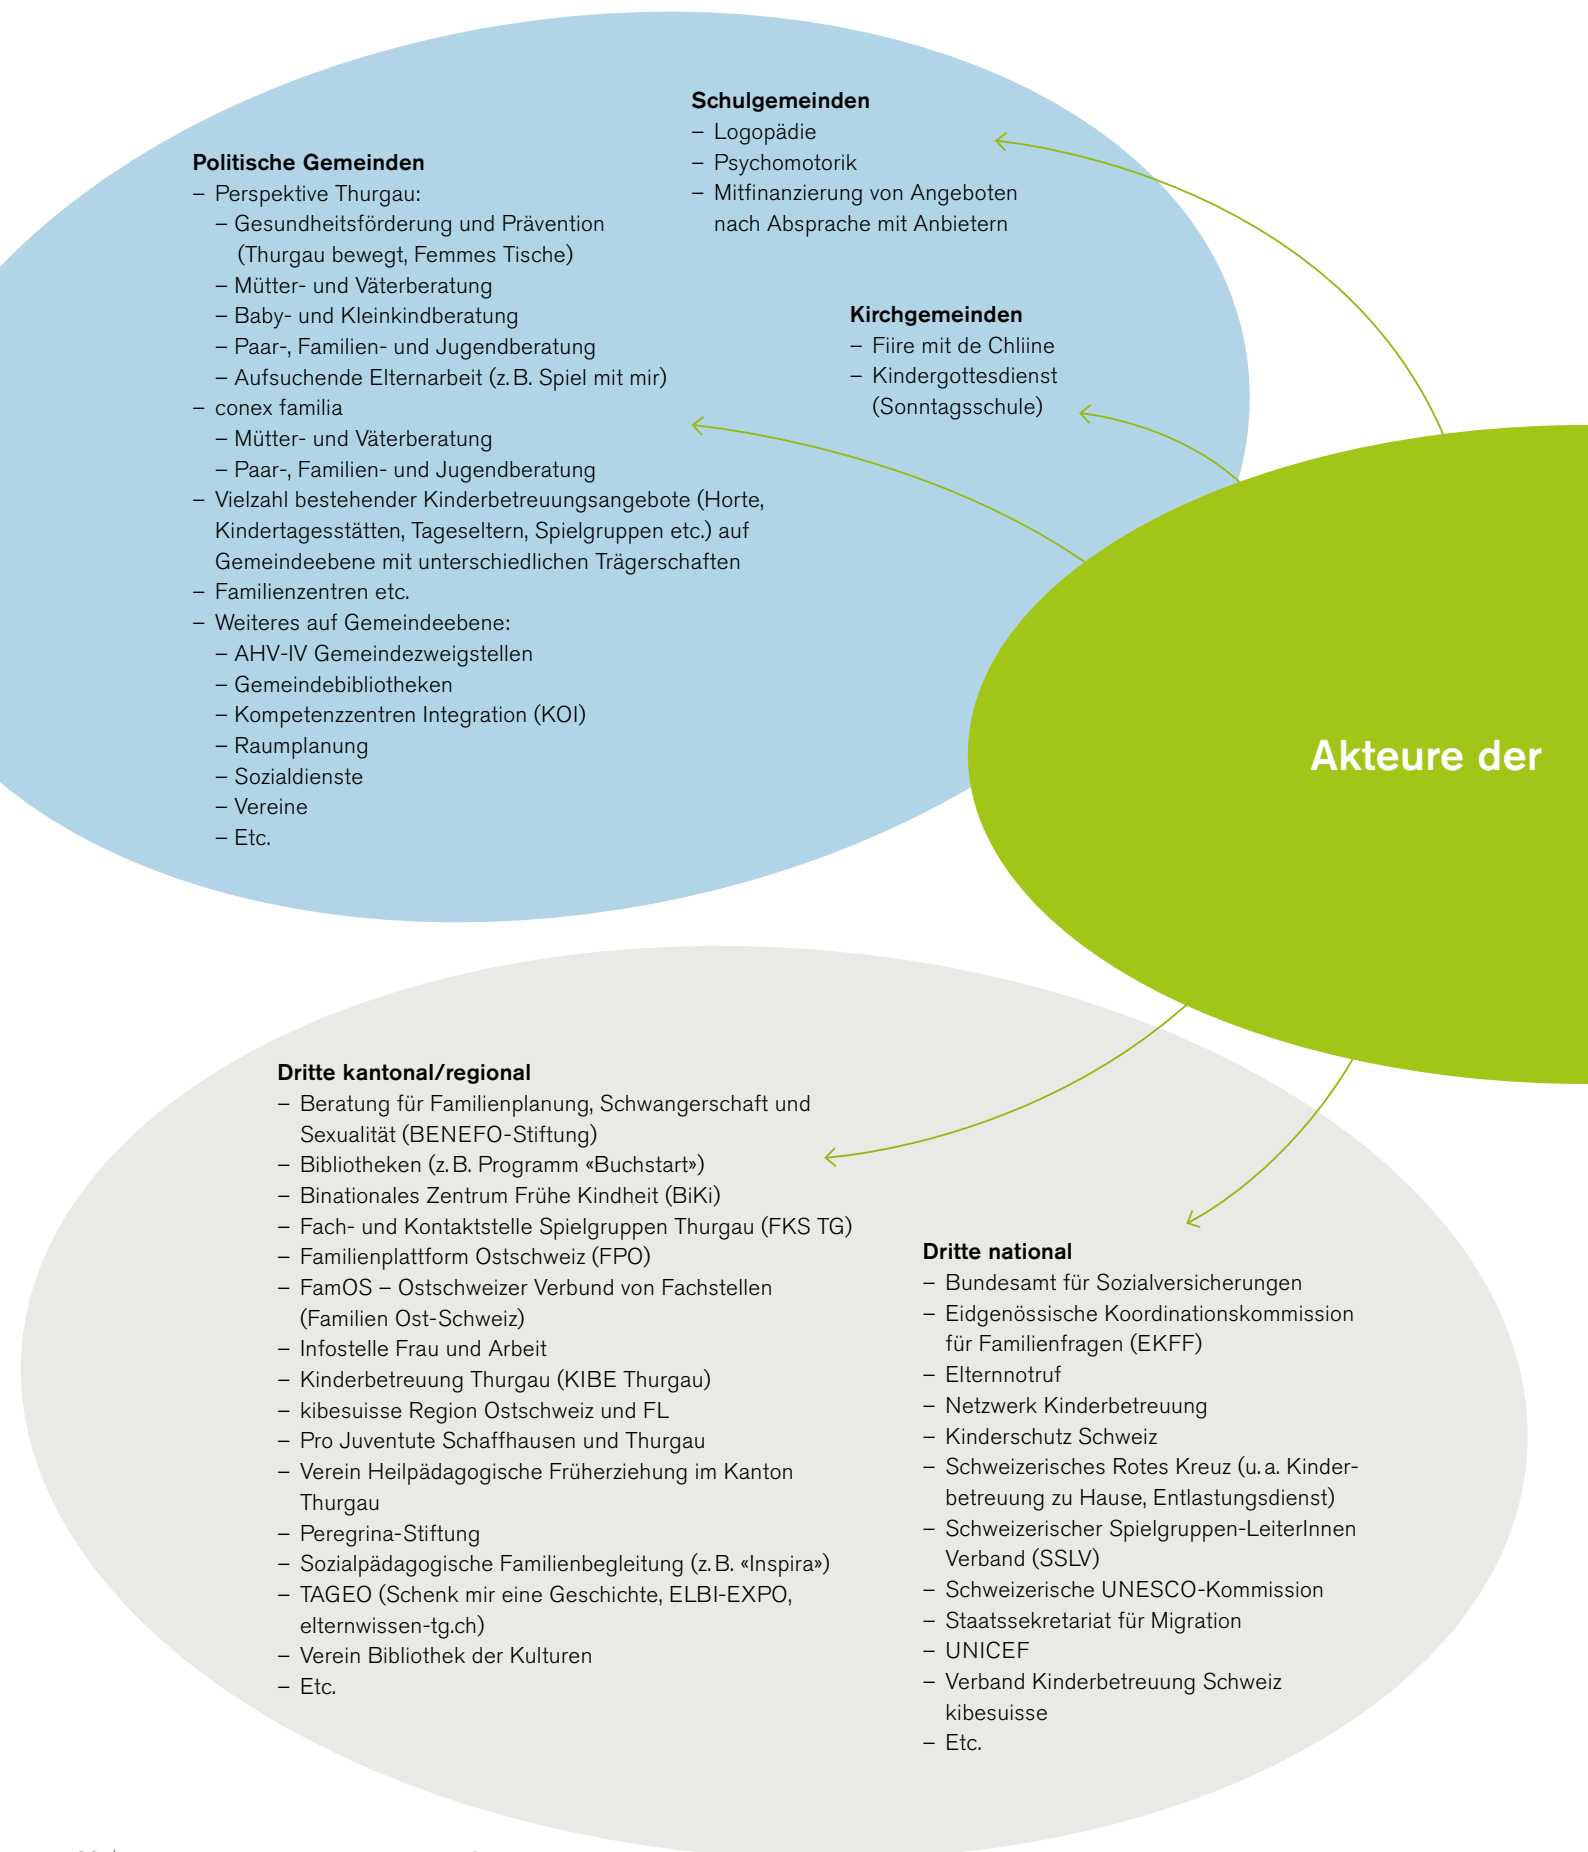 Schulgemeinden
– Logopädie
– Psychomotorik
– Mitfinanzierung von Angeboten
nach Absprache mit Anbietern
Politische Gemeinden
– Perspektive Thurgau:
– Gesundheitsförderung und Prävention
(Thurgau bewegt, Femmes Tische)
– Mütter- und Väterberatung
– Baby- und Kleinkindberatung
– Paar-, Familien- und Jugendberatung
– Aufsuchende Elternarbeit (z. B. Spiel mit mir)
– conex familia
– Mütter- und Väterberatung
– Paar-, Familien- und Jugendberatung
– Vielzahl bestehender Kinderbetreuungsangebote (Horte,
Kindertagesstätten, Tageseltern, Spielgruppen etc.) auf
Gemeindeebene mit unterschiedlichen Trägerschaften
– Familienzentren etc.
– Weiteres auf Gemeindeebene:
– AHV-IV Gemeindezweigstellen
– Gemeindebibliotheken
– Kompetenzzentren Integration (KOI)
– Raumplanung
– Sozialdienste
– Vereine
– Etc.
Kirchgemeinden
– Fiire mit de Chliine
– Kindergottesdienst
(Sonntagsschule)
Akteure der
Dritte kantonal/regional
– Beratung für Familienplanung, Schwangerschaft und
Sexualität (BENEFO-Stiftung)
– Bibliotheken (z. B. Programm «Buchstart»)
– Binationales Zentrum Frühe Kindheit (BiKi)
– Fach- und Kontaktstelle Spielgruppen Thurgau (FKS TG)
– Familienplattform Ostschweiz (FPO)
– FamOS – Ostschweizer Verbund von Fachstellen
(Familien Ost-Schweiz)
– Infostelle Frau und Arbeit
– Kinderbetreuung Thurgau (KIBE Thurgau)
– kibesuisse Region Ostschweiz und FL
– Pro Juventute Schaffhausen und Thurgau
– Verein Heilpädagogische Früherziehung im Kanton
Thurgau
– Peregrina-Stiftung
– Sozialpädagogische Familienbegleitung (z. B. «Inspira»)
– TAGEO (Schenk mir eine Geschichte, ELBI-EXPO,
elternwissen-tg.ch)
– Verein Bibliothek der Kulturen
– Etc.
Dritte national
– Bundesamt für Sozialversicherungen
– Eidgenössische Koordinationskommission
für Familienfragen (EKFF)
– Elternnotruf
– Netzwerk Kinderbetreuung
– Kinderschutz Schweiz
– Schweizerisches Rotes Kreuz (u. a. Kinder-
betreuung zu Hause, Entlastungsdienst)
– Schweizerischer Spielgruppen-LeiterInnen
Verband (SSLV)
– Schweizerische UNESCO-Kommission
– Staatssekretariat für Migration
– UNICEF
– Verband Kinderbetreuung Schweiz
kibesuisse
– Etc.